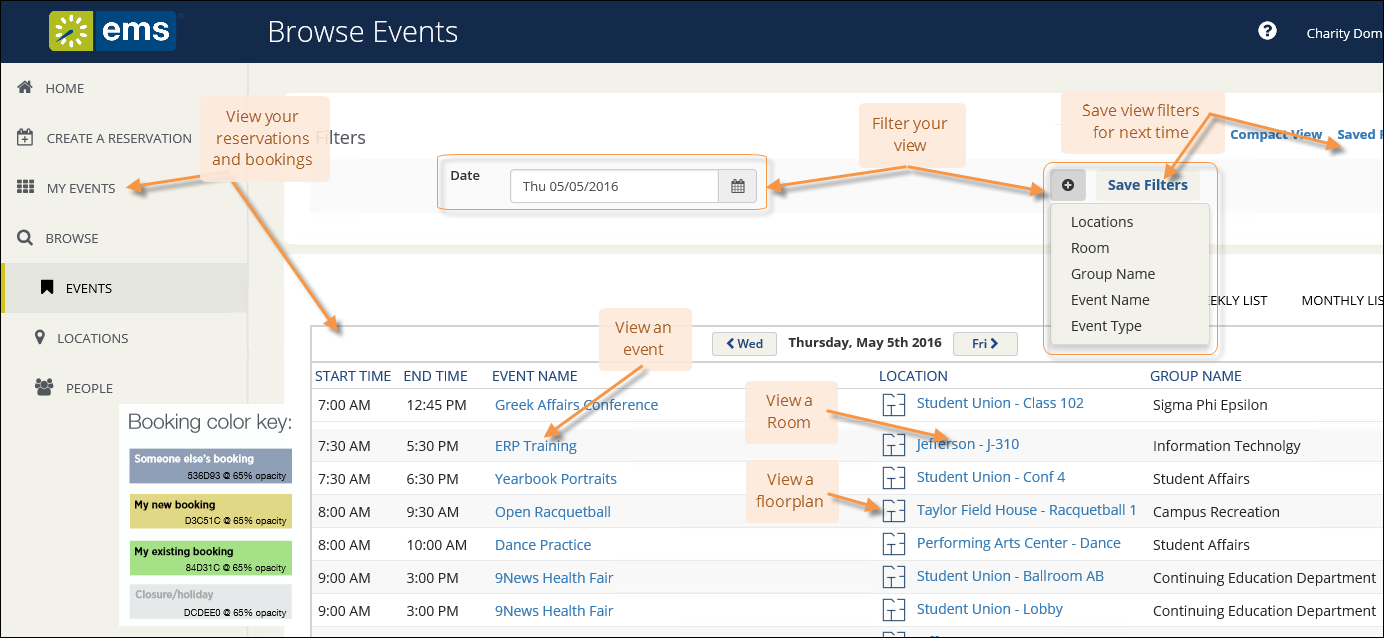 ems
Browse Events
Charity Dom
HOME
CREATE A RESERVATION
MY EVENTS
BROWSE
EVENTS
LOCATIONS
PEOPLE
View your
reservations
and bookings
Filters
Date
Thu 05/05/2016
Filter your
view
Save view filters
for next time
Compact View
Saved
Save Filters
Locations
Room
Group Name
Event Name
Event Type
EKLY LIST
MONTHLY LIS
View an
event
Wed
Thursday, May 5th 2016
Fri
START TIME END TIME EVENT NAME LOCATION GROUP NAME
7:00 AM 12:45 PM Greek Affairs Conference Student Union - Class 102 Sigma Phi Epsilon
7:30 AM 5:30 PM ERP Training Jefferson - J-310 Information Technolgy
7:30 AM 6:30 PM Yearbook Portraits Student Union - Conf 4 Student Affairs
8:00 AM 9:30 AM Open Racquetball Taylor Field House - Racquetball 1 Campus Recreation
8:00 AM 10:00 AM Dance Practice Performing Arts Center - Dance Student Affairs
9:00 AM 3:00 PM 9News Health Fair Student Union - Ballroom AB Continuing Education Department
9:00 AM 3:00 PM 9News Health Fair Student Union - Lobby Continuing Education Department
View a
Room
View a
floorplan
Booking color key:
Someone else's booking
536D93 @ 65% opacity
My new booking
D3C51C @ 65% opacity
My existing booking
84D31C @ 65% opacity
Closure/holiday
DCDEE0 @ 65% opacity